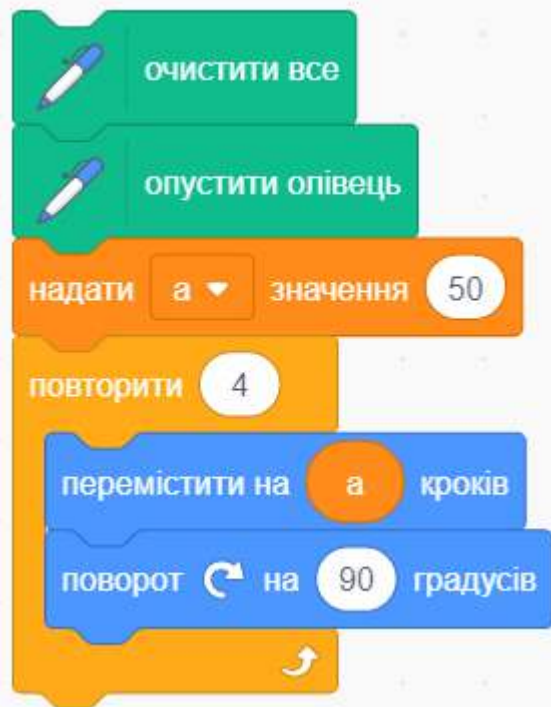 очистити все
опустити олівець
надати a значення 50
повторити 4
перемістити на a кроків
поворот на 90 градусів